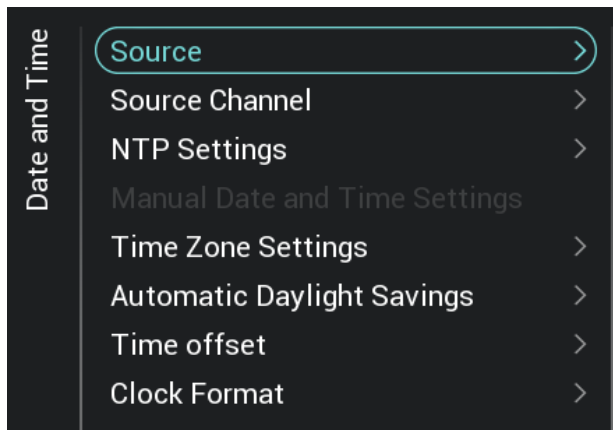 Date and Time
Source
Source Channel
NTP Settings
Manual Date and Time Settings
Time Zone Settings
Automatic Daylight Savings
Time offset
Clock Format